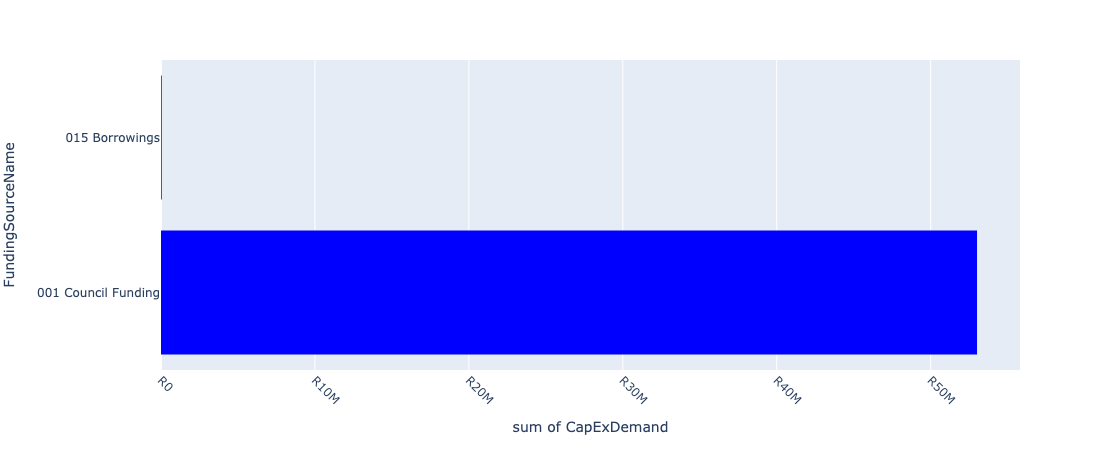 FundingSourceName
015 Borrowings
001 Council Funding
R0
R10M
R20M
R30M
R40M
R50M
sum of CapExDemand